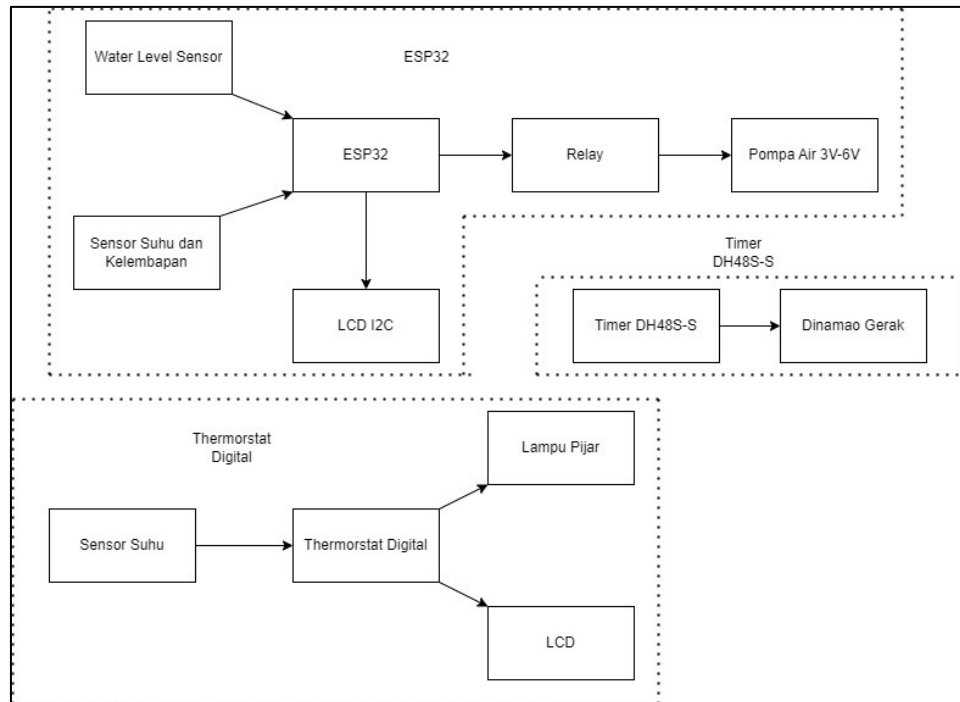 Water Level Sensor
ESP32
ESP32
Relay
Pompa Air 3V-6V
Sensor Suhu dan
Kelembapan
LCD I2C
Timer
DH48S-S
Timer DH48S-S
Dinamao Gerak
Thermorstat
Digital
Lampu Pijar
Sensor Suhu
Thermorstat Digital
LCD